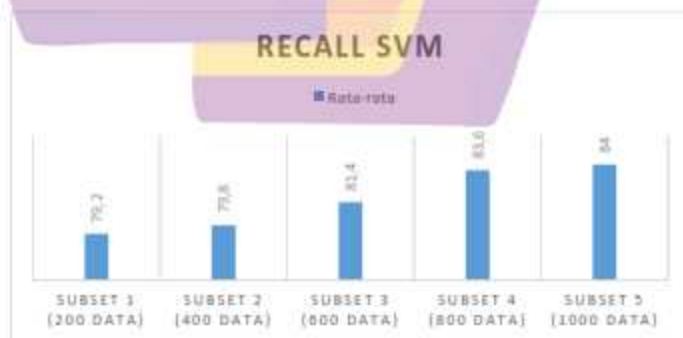 RECALL SVM
Rata-rata
79,2
79,8
81,4
83,6
84
SUBSET 1 (200 DATA)
SUBSET 2 (400 DATA)
SUBSET 3 (600 DATA)
SUBSET 4 (800 DATA)
SUBSET 5 (1000 DATA)